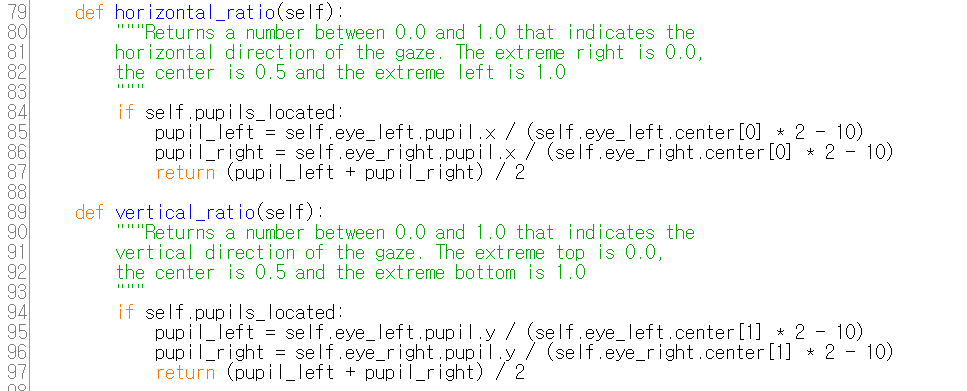 79 def horizontal_ratio(self):
80 """Returns a number between 0.0 and 1.0 that indicates the
81 horizontal direction of the gaze. The extreme right is 0.0,
82 the center is 0.5 and the extreme left is 1.0
83 """
84 if self.pupils_located:
85 pupil_left = self.eye_left.pupil.x / (self.eye_left.center[0] * 2 - 10)
86 pupil_right = self.eye_right.pupil.x / (self.eye_right.center[0] * 2 - 10)
87 return (pupil_left + pupil_right) / 2
88
89 def vertical_ratio(self):
90 """Returns a number between 0.0 and 1.0 that indicates the
91 vertical direction of the gaze. The extreme top is 0.0,
92 the center is 0.5 and the extreme bottom is 1.0
93 """
94 if self.pupils_located:
95 pupil_left = self.eye_left.pupil.y / (self.eye_left.center[1] * 2 - 10)
96 pupil_right = self.eye_right.pupil.y / (self.eye_right.center[1] * 2 - 10)
97 return (pupil_left + pupil_right) / 2